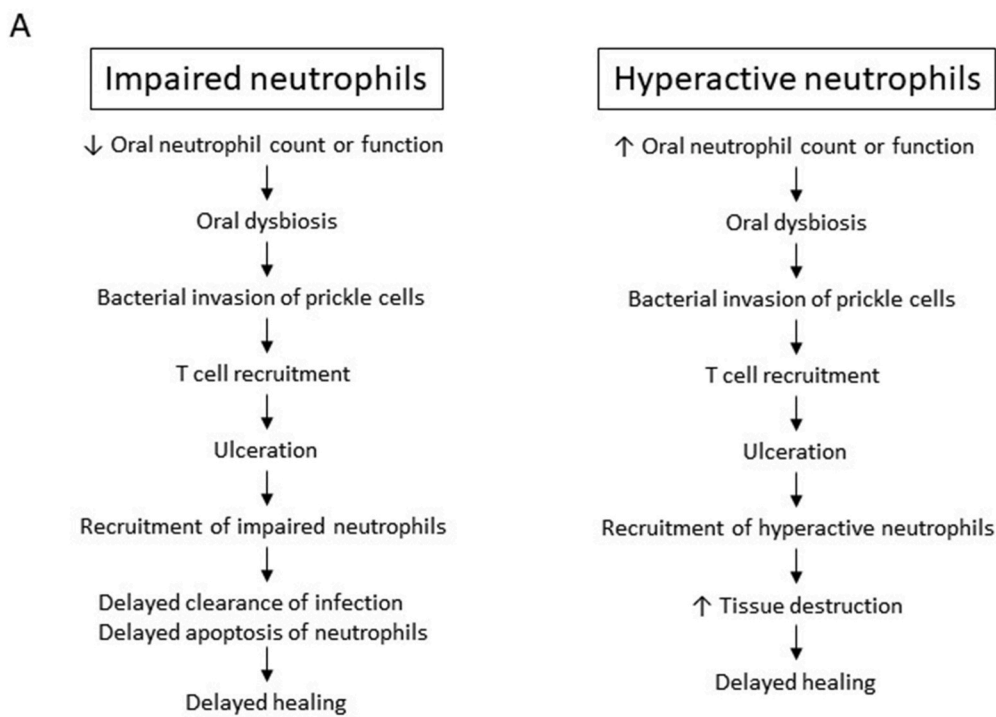 A
Impaired neutrophils
↓ Oral neutrophil count or function
Oral dysbiosis
Bacterial invasion of prickle cells
T cell recruitment
Ulceration
Recruitment of impaired neutrophils
Delayed clearance of infection
Delayed apoptosis of neutrophils
Delayed healing
Hyperactive neutrophils
↑ Oral neutrophil count or function
Oral dysbiosis
Bacterial invasion of prickle cells
T cell recruitment
Ulceration
Recruitment of hyperactive neutrophils
↑ Tissue destruction
Delayed healing